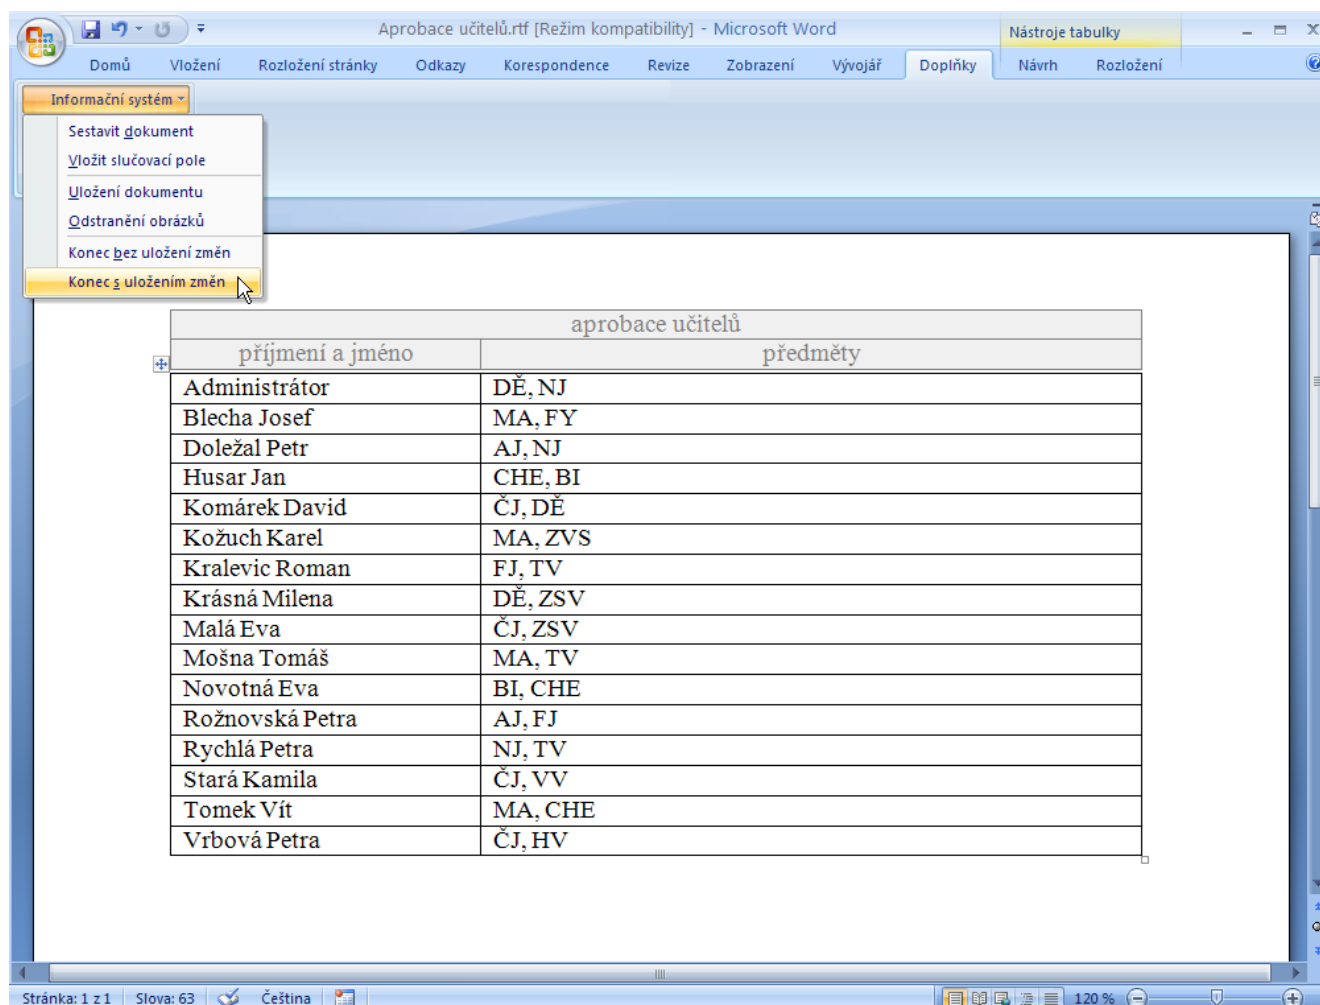 Aprobace učitelů.rtf [Režim kompatibility] - Microsoft Word
Nástroje tabulky
Domů Vložení Rozložení stránky Odkazy Korespondence Revize Zobrazení Vývojář Doplňky Návrh Rozložení
Informační systém
Sestavit dokument
Vložit slučovací pole
Uložení dokumentu
Odstranění obrázků
Konec bez uložení změn
Konec s uložením změn
aprobace učitelů
příjmení a jméno předměty
Administrátor DĚ, NJ
Blecha Josef MA, FY
Doležal Petr AJ, NJ
Husar Jan CHE, BI
Komárek David ČJ, DĚ
Kožuch Karel MA, ZVS
Kralevic Roman FJ, TV
Krásná Milena DĚ, ZSV
Malá Eva ČJ, ZSV
Mošna Tomáš MA, TV
Novotná Eva BI, CHE
Rožnovská Petra AJ, FJ
Rychlá Petra NJ, TV
Stará Kamila ČJ, VV
Tomek Vít MA, CHE
Vrbová Petra ČJ, HV
Stránka: 1 z 1 Slova: 63 Čeština 120 %